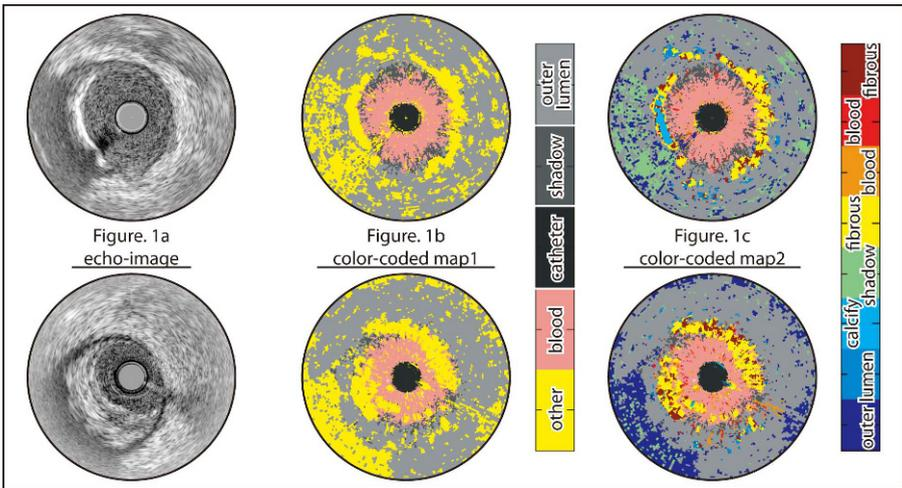 Figure. 1a
echo-image
Figure. 1b
color-coded map1
Figure. 1c
color-coded map2
outer
lumen
shadow
catheter
blood
other
fibrous
blood
blood
fibrous
shadow
calcify
outer lumen